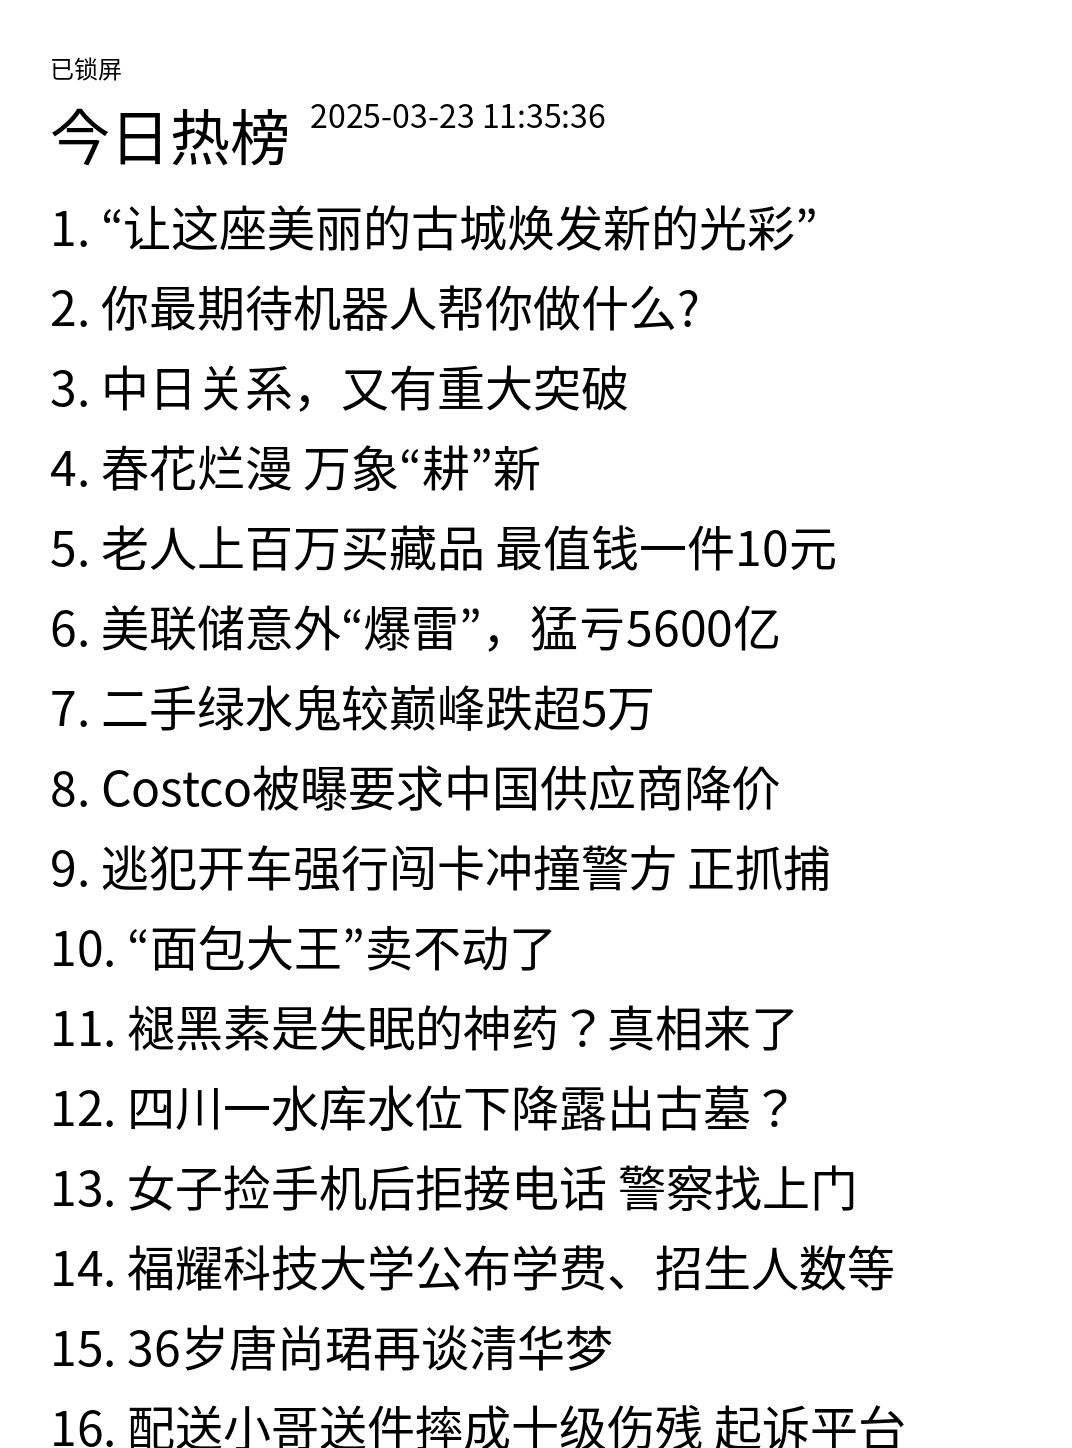 已锁屏
今日热榜 2025-03-23 11:35:36
1. “让这座美丽的古城焕发新的光彩”
2. 你最期待机器人帮你做什么?
3. 中日关系，又有重大突破
4. 春花烂漫 万象“耕”新
5. 老人上百万买藏品 最值钱一件10元
6. 美联储意外“爆雷”，猛亏5600亿
7. 二手绿水鬼较巅峰跌超5万
8. Costco被曝要求中国供应商降价
9. 逃犯开车强行闯卡冲撞警方 正抓捕
10. “面包大王”卖不动了
11. 褪黑素是失眠的神药？真相来了
12. 四川一水库水位下降露出古墓？
13. 女子捡手机后拒接电话 警察找上门
14. 福耀科技大学公布学费、招生人数等
15. 36岁唐尚珺再谈清华梦
16. 配送小哥送件摔成十级伤残 起诉平台